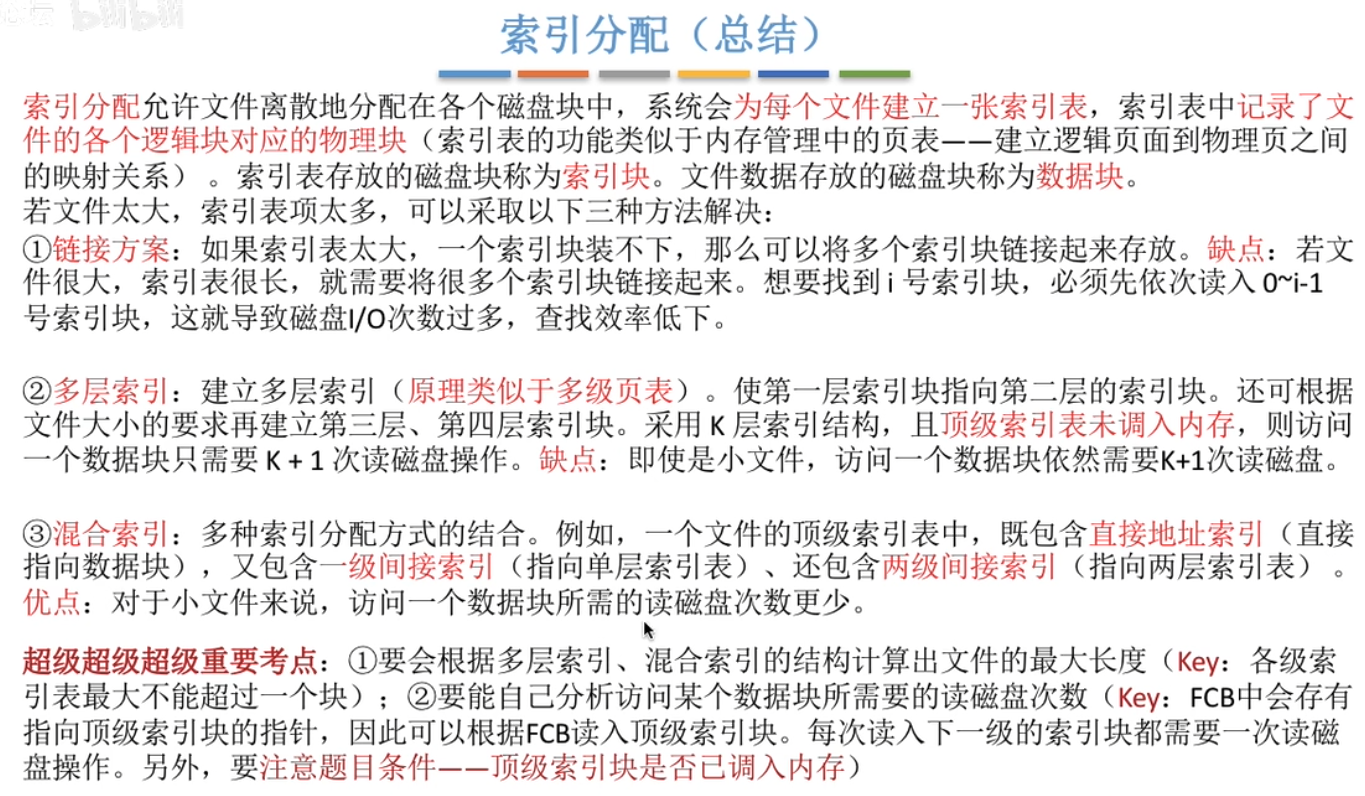 bilibili
索引分配（总结）
索引分配允许文件离散地分配在各个磁盘块中，系统会为每个文件建立一张索引表，索引表中记录了文
件的各个逻辑块对应的物理块（索引表的功能类似于内存管理中的页表——建立逻辑页面到物理页之间
的映射关系）。索引表存放的磁盘块称为索引块。文件数据存放的磁盘块称为数据块。
若文件太大，索引表项太多，可以采取以下三种方法解决：
①链接方案：如果索引表太大，一个索引块装不下，那么可以将多个索引块链接起来存放。缺点：若文
件很大，索引表很长，就需要将很多个索引块链接起来。想要找到 i 号索引块，必须先依次读入 0~i-1
号索引块，这就导致磁盘I/O次数过多，查找效率低下。
②多层索引：建立多层索引（原理类似于多级页表）。使第一层索引块指向第二层的索引块。还可根据
文件大小的要求再建立第三层、第四层索引块。采用 K 层索引结构，且顶级索引表未调入内存，则访问
一个数据块只需要 K + 1 次读磁盘操作。缺点：即使是小文件，访问一个数据块依然需要K+1次读磁盘。
③混合索引：多种索引分配方式的结合。例如，一个文件的顶级索引表中，既包含直接地址索引（直接
指向数据块），又包含一级间接索引（指向单层索引表）、还包含两级间接索引（指向两层索引表）。
优点：对于小文件来说，访问一个数据块所需的读磁盘次数更少。
超级超级超级重要考点：①要会根据多层索引、混合索引的结构计算出文件的最大长度（Key：各级索
引表最大不能超过一个块）；②要能自己分析访问某个数据块所需要的读磁盘次数（Key：FCB中会存有
指向顶级索引块的指针，因此可以根据FCB读入顶级索引块。每次读入下一级的索引块都需要一次读磁
盘操作。另外，要注意题目条件——顶级索引块是否已调入内存）